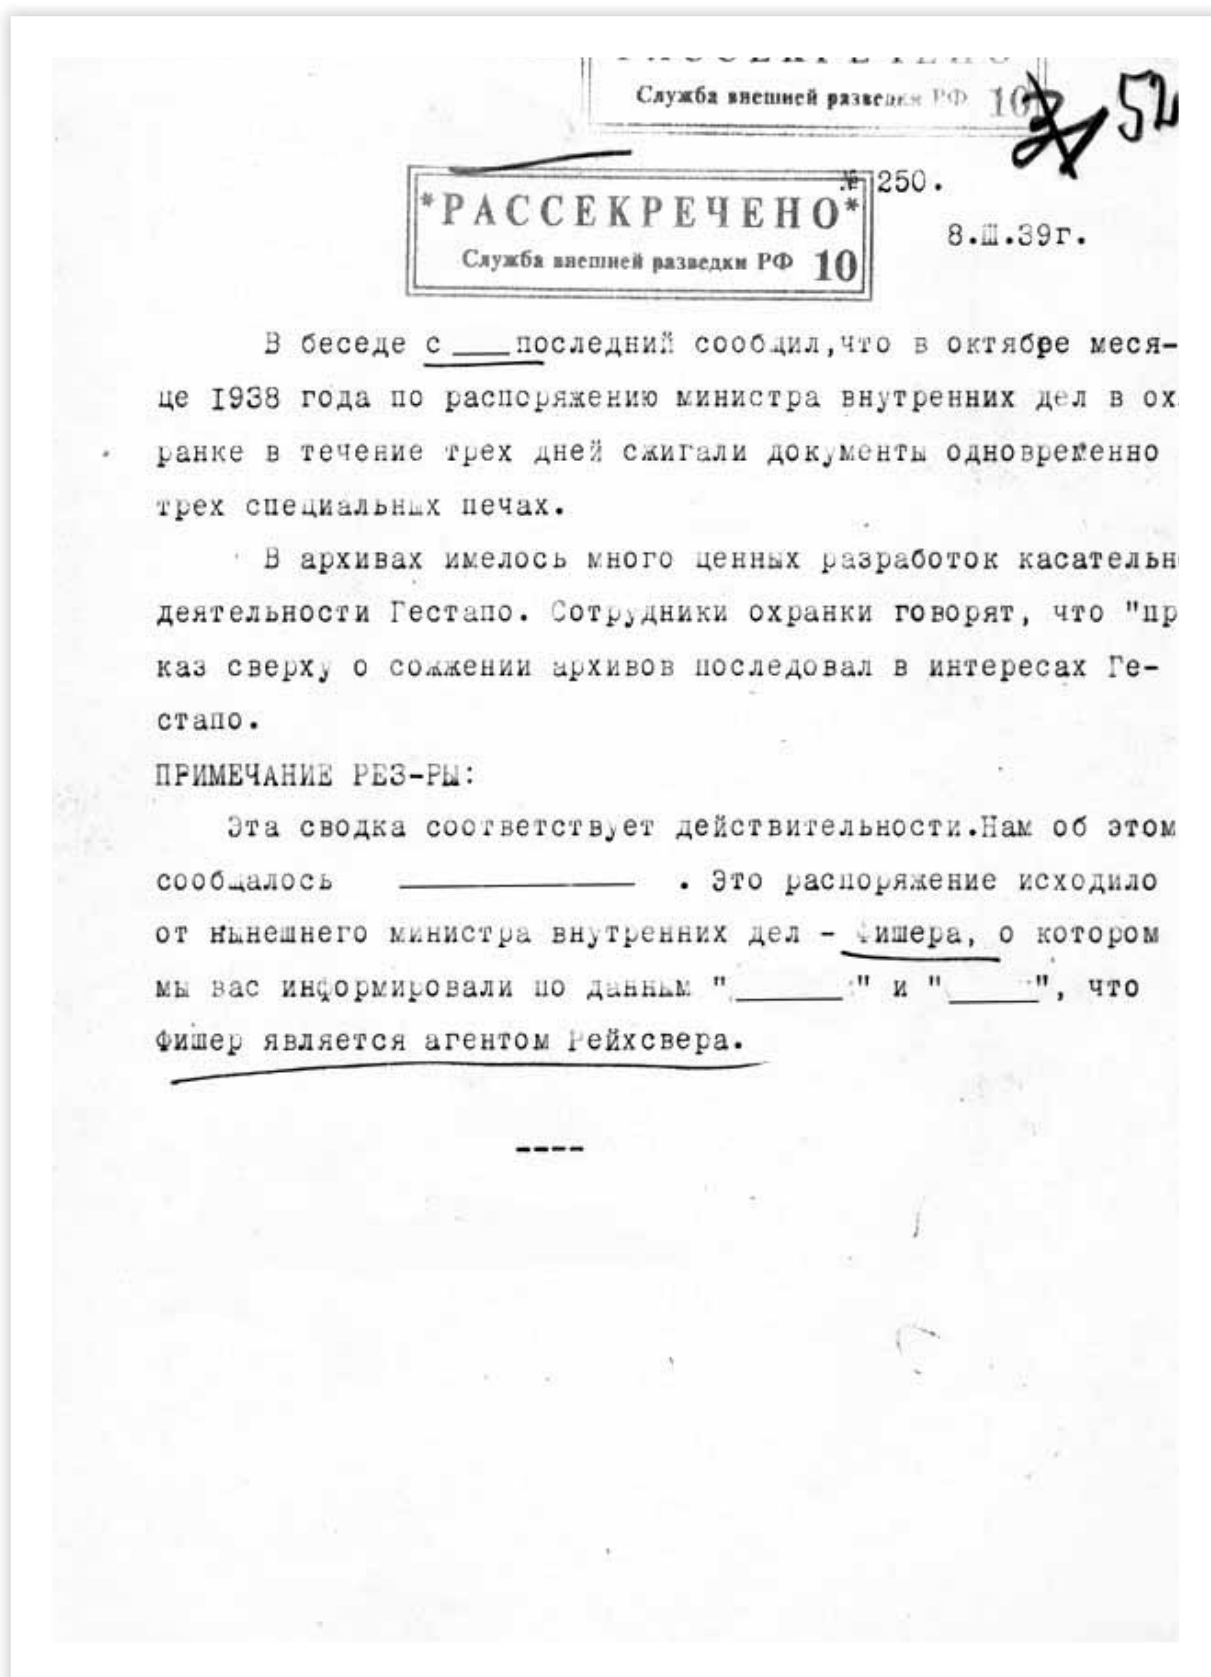 РАССЕКРЕЧЕНО
Служба внешней разведки РФ 10
52
№ 250.
*РАССЕКРЕЧЕНО*
Служба внешней разведки РФ 10
8.III.39г.
В беседе с ___ последний сообщил,что в октябре меся-
це 1938 года по распоряжению министра внутренних дел в ох
ранке в течение трех дней сжигали документы одновременно
трех специальных печах.
В архивах имелось много ценных разработок касательн
деятельности Гестапо. Сотрудники охранки говорят, что "пр
каз сверху о сожжении архивов последовал в интересах Ге-
стапо.
ПРИМЕЧАНИЕ РЕЗ-РЫ:
Эта сводка соответствует действительности.Нам об этом
сообщалось ________ . Это распоряжение исходило
от нынешнего министра внутренних дел - Фишера, о котором
мы вас информировали по данным "______" и "_____", что
Фишер является агентом Рейхсвера.
----